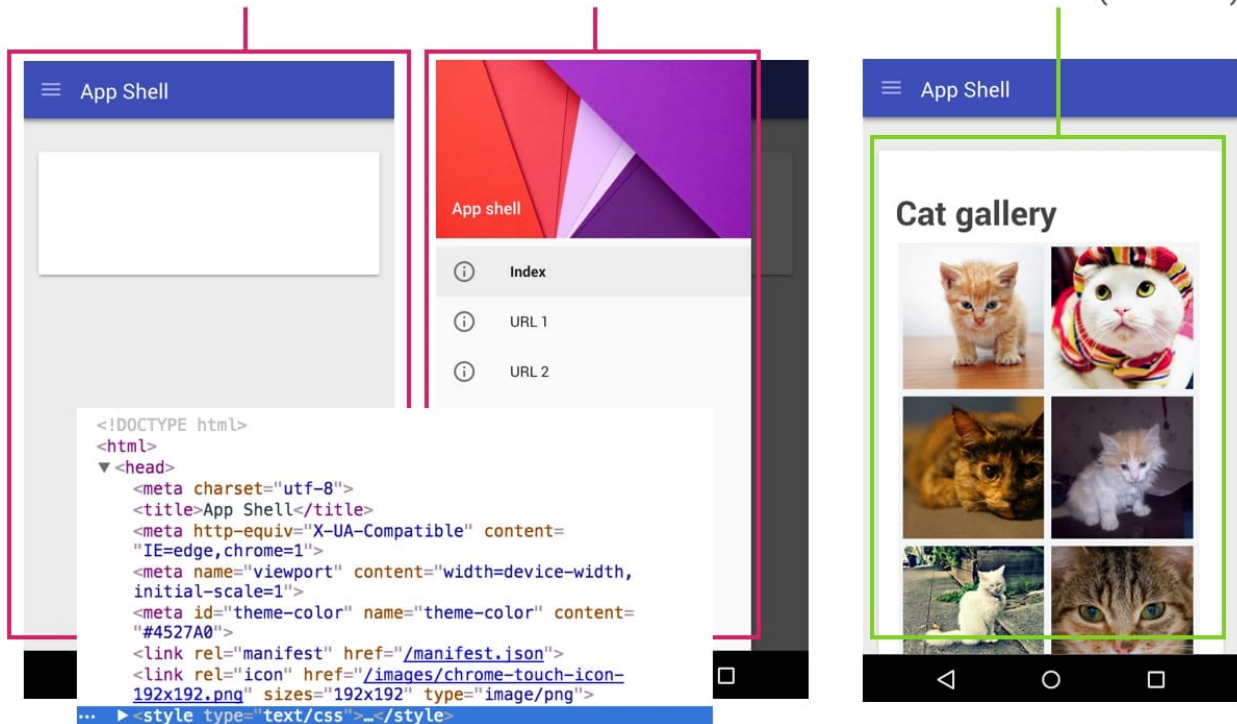 App Shell
App shell
Index
URL 1
URL 2
<!DOCTYPE html>
<html>
▼<head>
<meta charset="utf-8">
<title>App Shell</title>
<meta http-equiv="X-UA-Compatible" content=
"IE=edge,chrome=1">
<meta name="viewport" content="width=device-width,
initial-scale=1">
<meta id="theme-color" name="theme-color" content=
"#4527A0">
<link rel="manifest" href="/manifest.json">
<link rel="icon" href="/images/chrome-touch-icon-
192x192.png" sizes="192x192" type="image/png">
... ▶<style type="text/css">…</style>
App Shell
Cat gallery